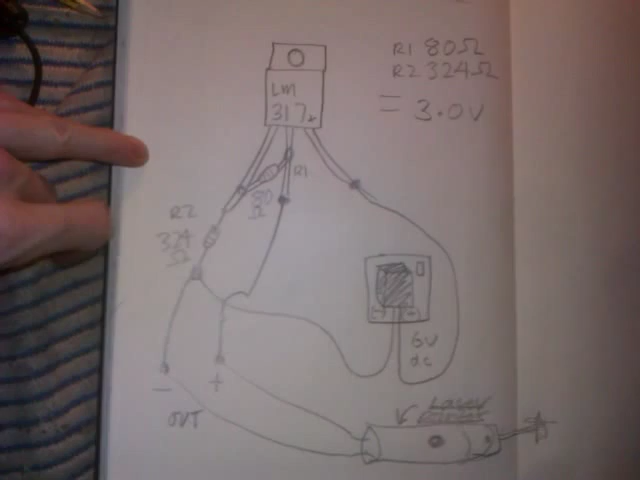 R1 80Ω
R2 324Ω
= 3.0V
LM
317
R1
80
Ω
R2
324
Ω
6V
dc
- +
OUT
Laser